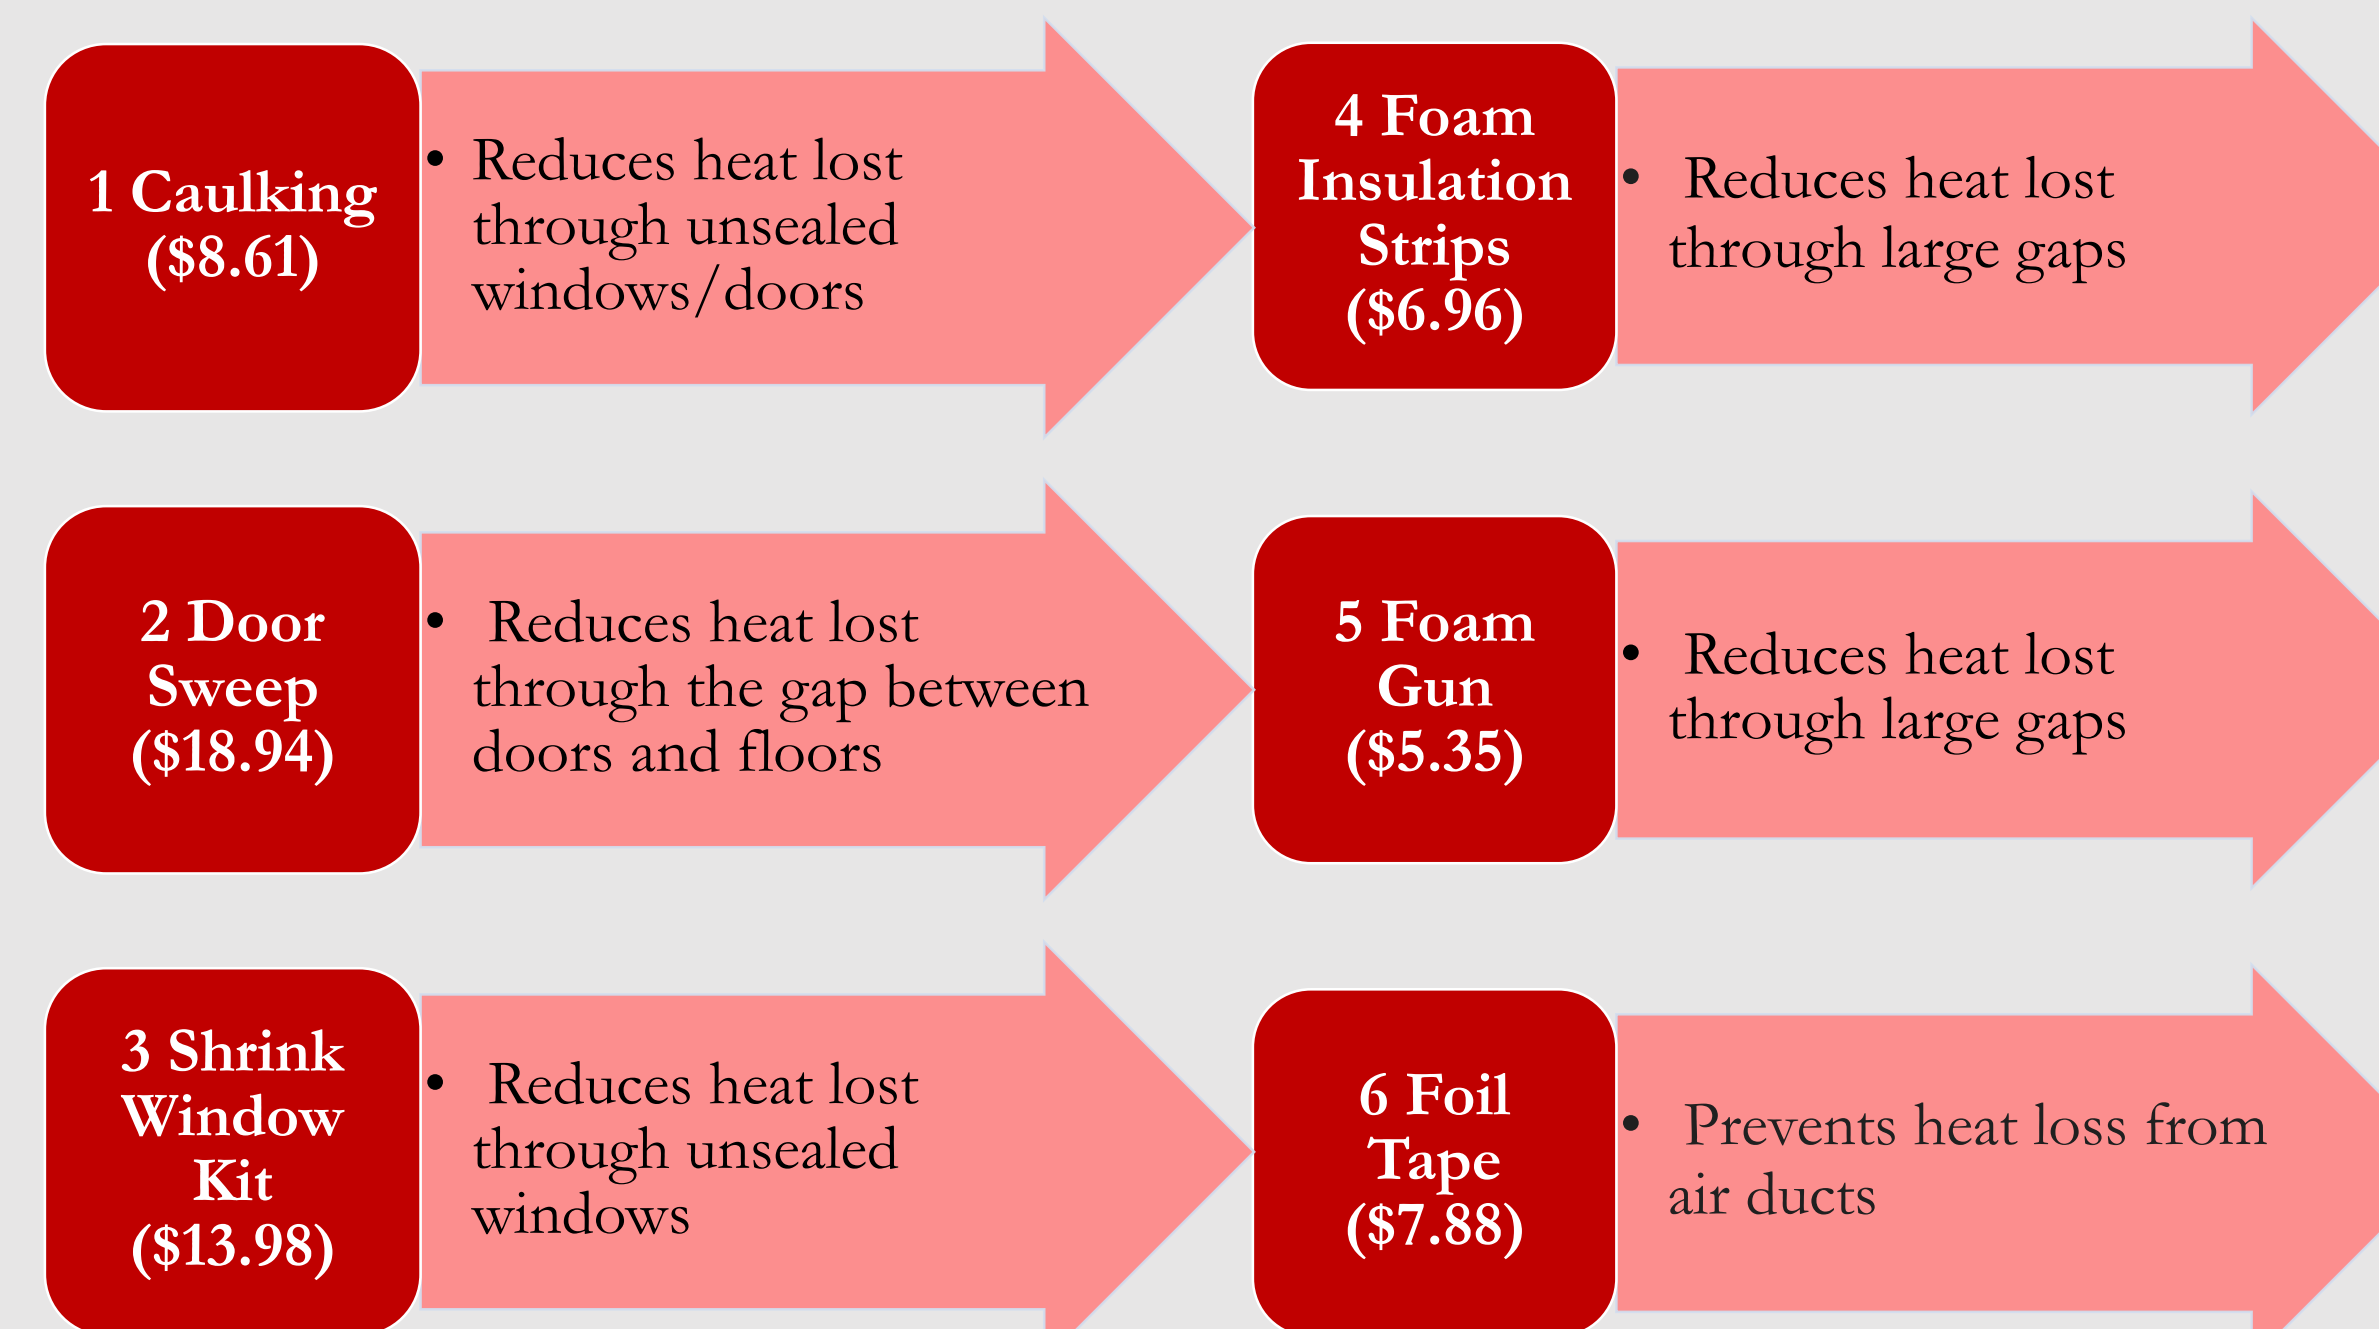 1 Caulking
($8.61)
• Reduces heat lost
through unsealed
windows/doors
2 Door
Sweep
($18.94)
• Reduces heat lost
through the gap between
doors and floors
3 Shrink
Window
Kit
($13.98)
• Reduces heat lost
through unsealed
windows
4 Foam
Insulation
Strips
($6.96)
• Reduces heat lost
through large gaps
5 Foam
Gun
($5.35)
• Reduces heat lost
through large gaps
6 Foil
Tape
($7.88)
• Prevents heat loss from
air ducts